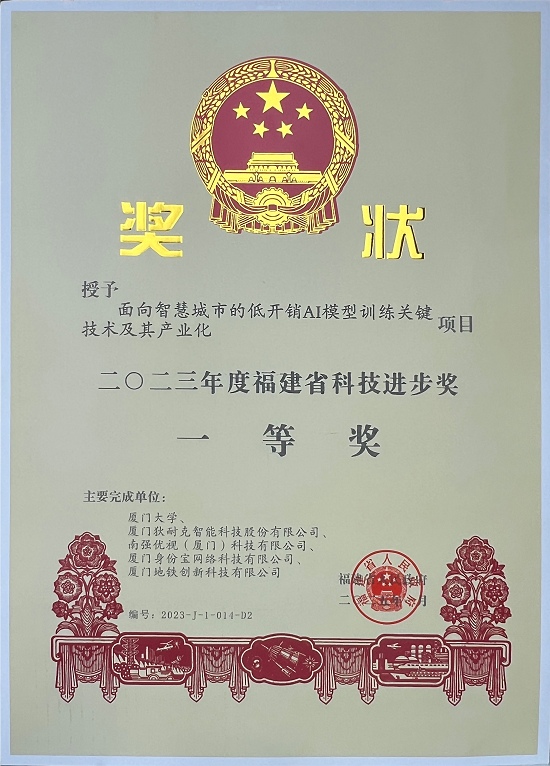 奖 状
授予
面向智慧城市的低开销AI模型训练关键
技术及其产业化
项目
二〇二三年度福建省科技进步奖
一 等 奖
主要完成单位:
厦门大学、
厦门狄耐克智能科技股份有限公司、
南强优视(厦门)科技有限公司、
厦门身份宝网络科技有限公司、
厦门地铁创新科技有限公司
福建省人民政府
二 月
编号:2023-J-1-014-D2